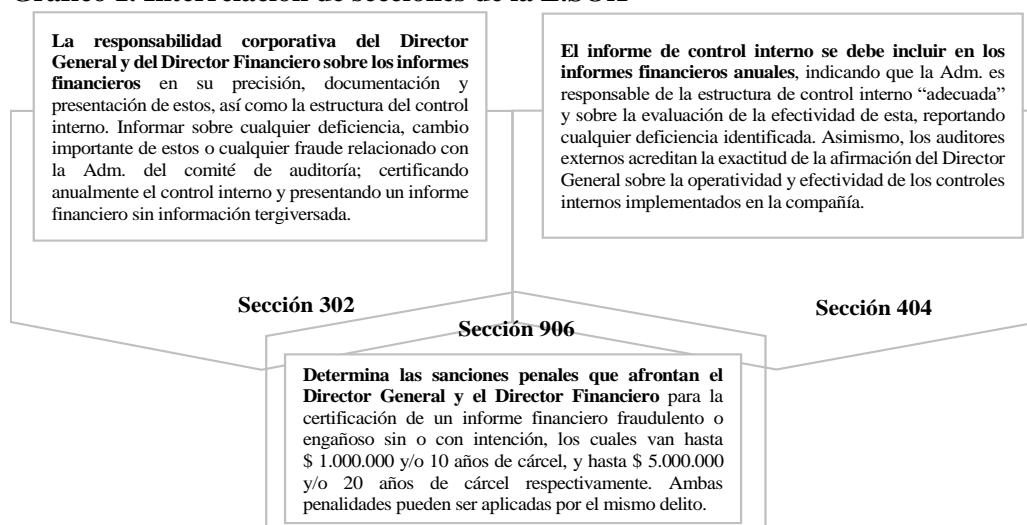 La responsabilidad corporativa del Director
General y del Director Financiero sobre los informes
financieros en su precisión, documentación y
presentación de estos, así como la estructura del control
interno. Informar sobre cualquier deficiencia, cambio
importante de estos o cualquier fraude relacionado con
la Adm. del comité de auditoría; certificando
anualmente el control interno y presentando un informe
financiero sin información tergiversada.
El informe de control interno se debe incluir en los
informes financieros anuales, indicando que la Adm. es
responsable de la estructura de control interno “adecuada”
y sobre la evaluación de la efectividad de esta, reportando
cualquier deficiencia identificada. Asimismo, los auditores
externos acreditan la exactitud de la afirmación del Director
General sobre la operatividad y efectividad de los controles
internos implementados en la compañía.
Sección 302
Sección 404
Sección 906
Determina las sanciones penales que afrontan el
Director General y el Director Financiero para la
certificación de un informe financiero fraudulento o
engañoso sin o con intención, los cuales van hasta
$ 1.000.000 y/o 10 años de cárcel, y hasta $ 5.000.000
y/o 20 años de cárcel respectivamente. Ambas
penalidades pueden ser aplicadas por el mismo delito.